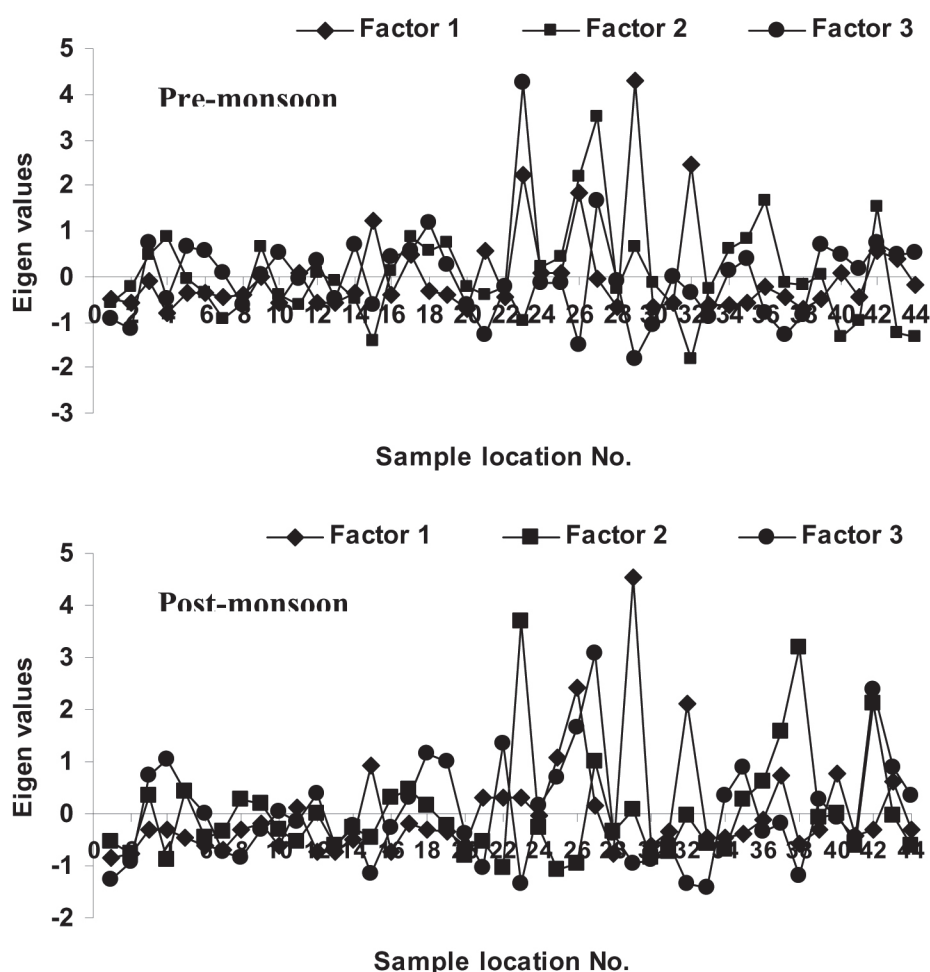 Factor 1 Factor 2 Factor 3
5
Pre-monsoon
4
3
2
1
0
-1
-2
-3
Eigen values
0 2 4 6 8 10 12 14 16 18 20 22 24 26 28 30 32 34 36 38 40 42 44
Sample location No.
Factor 1 Factor 2 Factor 3
5
Post-monsoon
4
3
2
1
0
-1
-2
Eigen values
0 2 4 6 8 10 12 14 16 18 20 22 24 26 28 30 32 34 36 38 40 42 44
Sample location No.